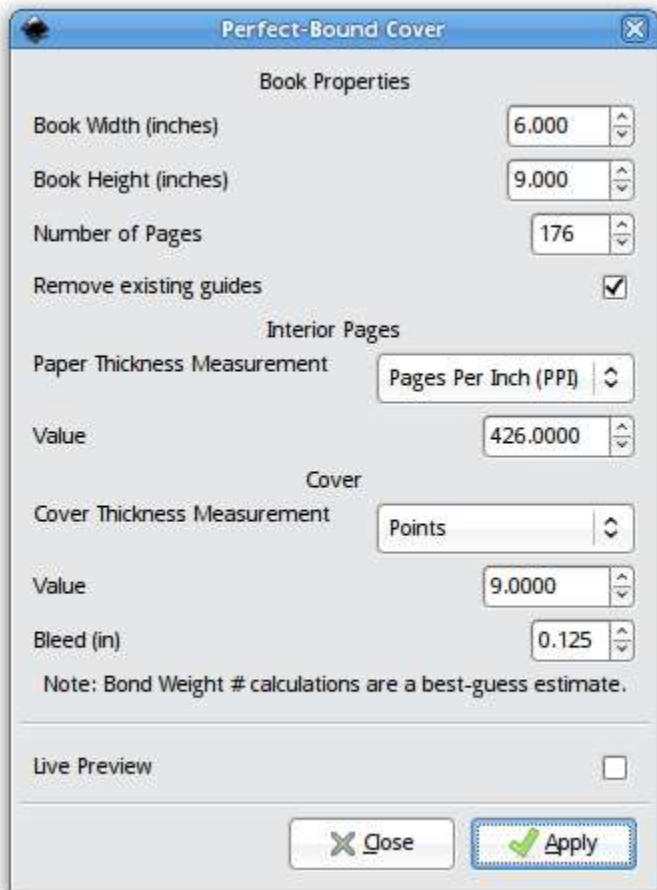 Perfect-Bound Cover
Book Properties
Book Width (inches) 6.000
Book Height (inches) 9.000
Number of Pages 176
Remove existing guides
Interior Pages
Paper Thickness Measurement Pages Per Inch (PPI)
Value 426.0000
Cover
Cover Thickness Measurement Points
Value 9.0000
Bleed (in) 0.125
Note: Bond Weight # calculations are a best-guess estimate.
Live Preview
Close Apply